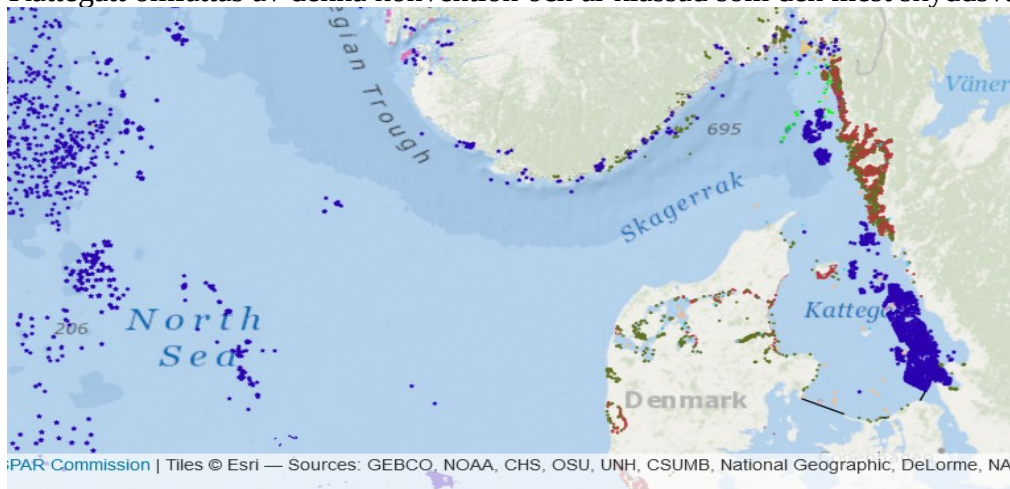 Kattegatt omfattas av denna konvention och är klassad som den mest skyddsv
gian Trough
Väner
695
Skagerrak
North
Sea
206
Kattega
Denmark
SPAR Commission | Tiles © Esri — Sources: GEBCO, NOAA, CHS, OSU, UNH, CSUMB, National Geographic, DeLorme, NA